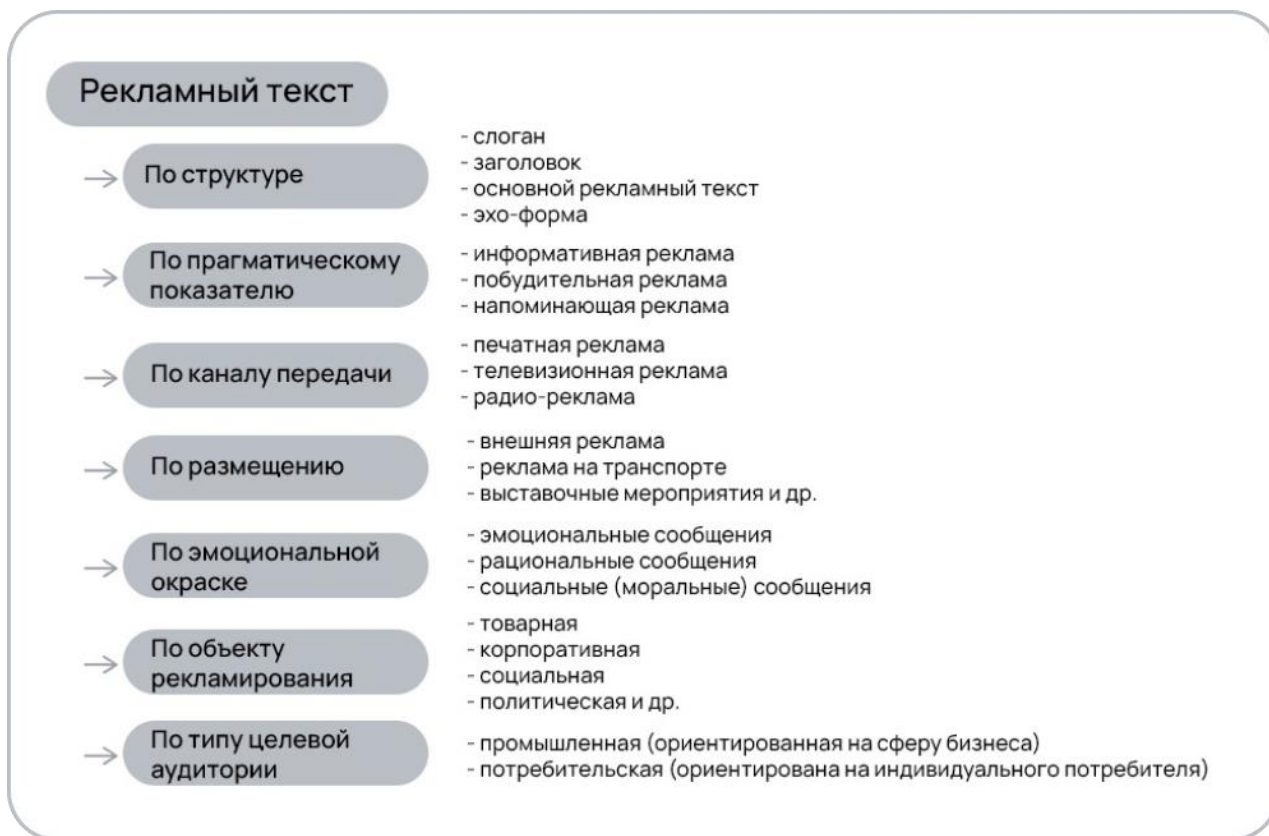 Рекламный текст
По структуре
- слоган
- заголовок
- основной рекламный текст
- эхо-форма
По прагматическому
показателю
- информативная реклама
- побудительная реклама
- напоминающая реклама
По каналу передачи
- печатная реклама
- телевизионная реклама
- радио-реклама
По размещению
- внешняя реклама
- реклама на транспорте
- выставочные мероприятия и др.
По эмоциональной
окраске
- эмоциональные сообщения
- рациональные сообщения
- социальные (моральные) сообщения
По объекту
рекламирования
- товарная
- корпоративная
- социальная
- политическая и др.
По типу целевой
аудитории
- промышленная (ориентированная на сферу бизнеса)
- потребительская (ориентирована на индивидуального потребителя)